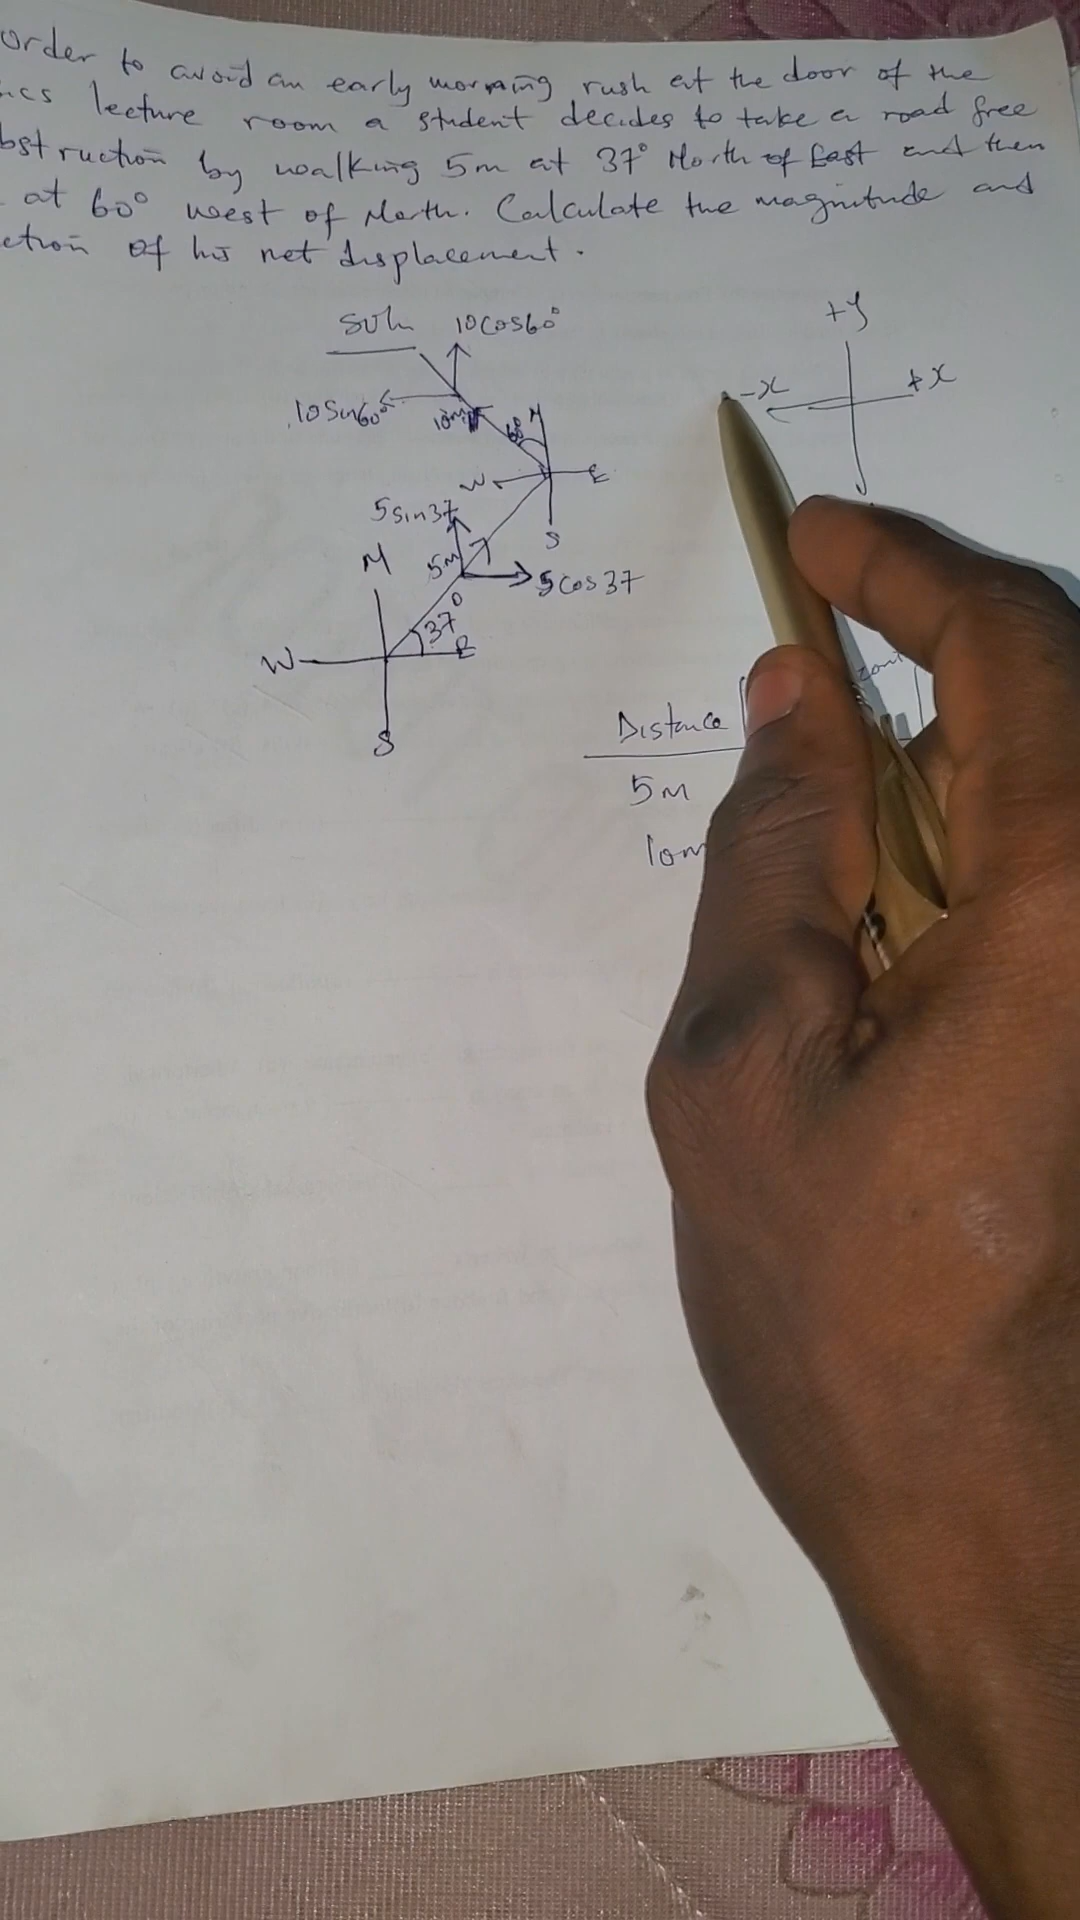 order to avoid an early morning rush at the door of the
ics lecture room a student decides to take a road free
bstruction by walking 5m at 37° North of East and then
at 60° west of North. Calculate the magnitude and
ction of his net displacement.
Soln
10cos60°
+y
-x
+x
10sin60°
10m
60°
N
W
E
S
5sin37
5m
5cos37
N
37°
W
E
S
Distance
5m
10m